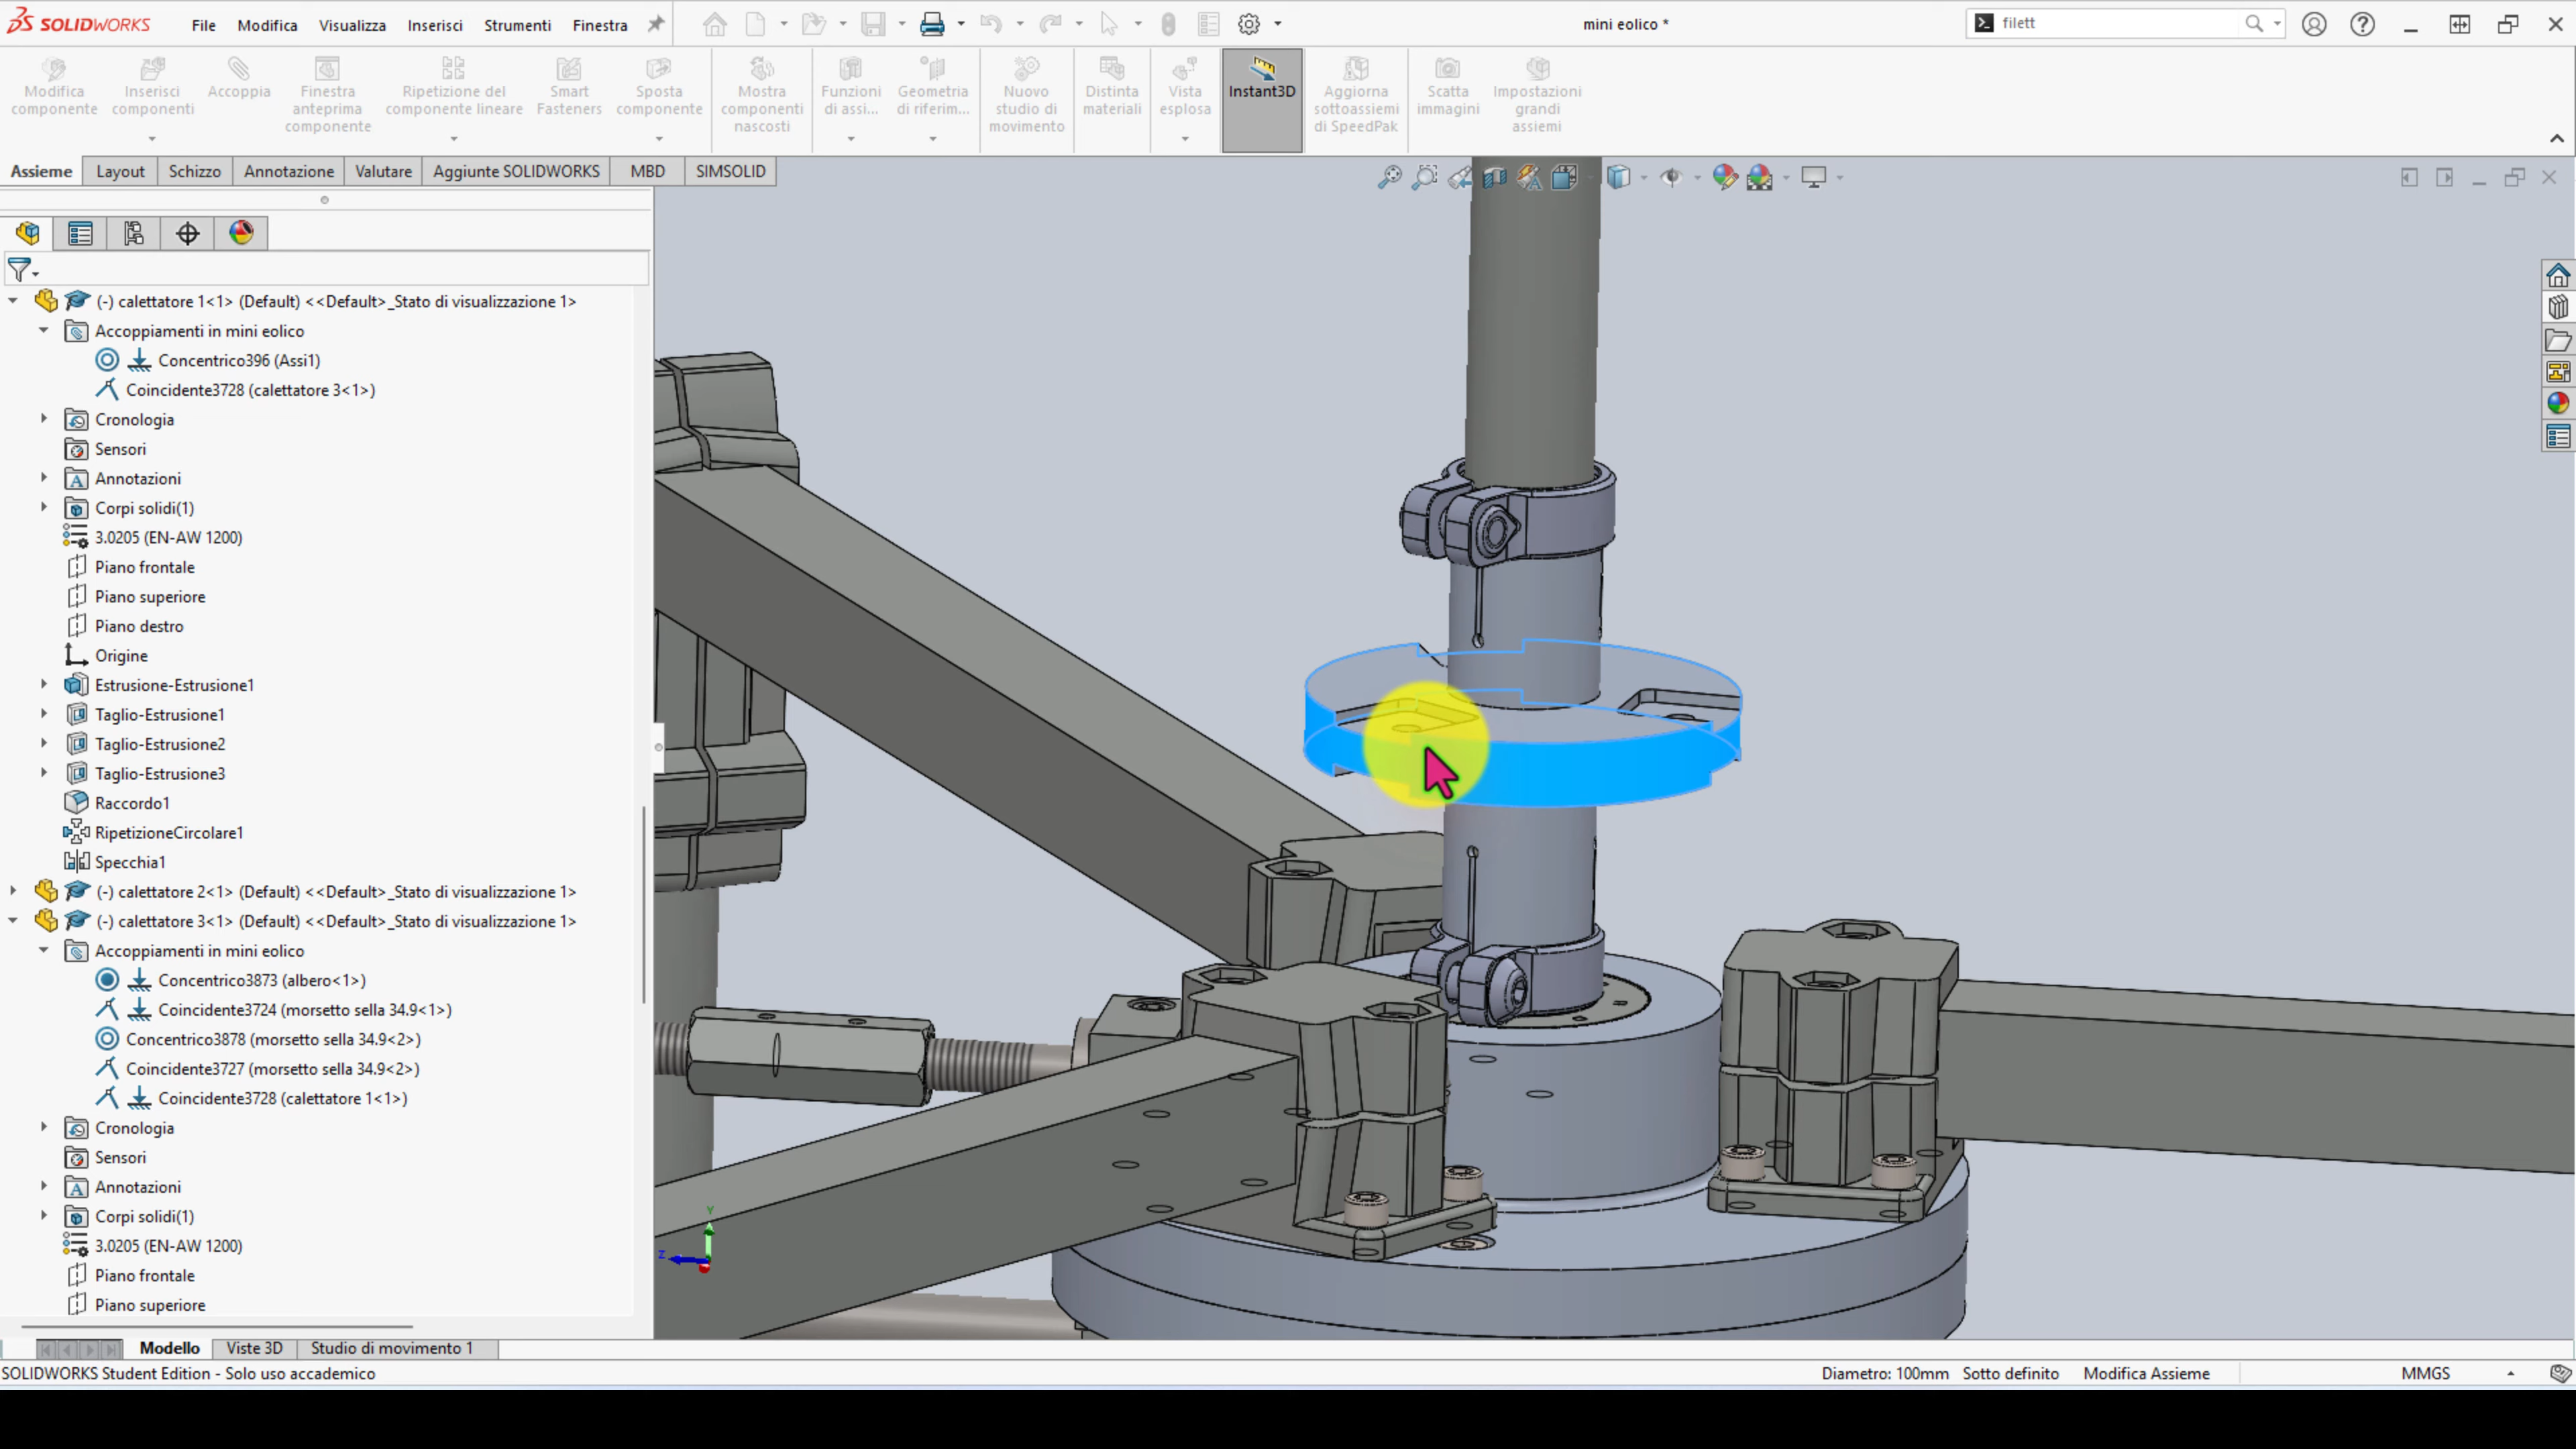 SOLIDWORKS File Modifica Visualizza Inserisci Strumenti Finestra mini eolico * filett
Modifica componente
Inserisci componenti
Accoppia
Finestra anteprima componente
Ripetizione del componente lineare
Smart Fasteners
Sposta componente
Mostra componenti nascosti
Funzioni di assi...
Geometria di riferim...
Nuovo studio di movimento
Distinta materiali
Vista esplosa
Instant3D
Aggiorna sottoassiemi di SpeedPak
Scatta immagini
Impostazioni grandi assiemi
Assieme Layout Schizzo Annotazione Valutare Aggiunte SOLIDWORKS MBD SIMSOLID
(-) calettatore 1<1> (Default) <<Default>_Stato di visualizzazione 1>
Accoppiamenti in mini eolico
Concentrico396 (Assi1)
Coincidente3728 (calettatore 3<1>)
Cronologia
Sensori
Annotazioni
Corpi solidi(1)
3.0205 (EN-AW 1200)
Piano frontale
Piano superiore
Piano destro
Origine
Estrusione-Estrusione1
Taglio-Estrusione1
Taglio-Estrusione2
Taglio-Estrusione3
Raccordo1
RipetizioneCircolare1
Specchia1
(-) calettatore 2<1> (Default) <<Default>_Stato di visualizzazione 1>
(-) calettatore 3<1> (Default) <<Default>_Stato di visualizzazione 1>
Accoppiamenti in mini eolico
Concentrico3873 (albero<1>)
Coincidente3724 (morsetto sella 34.9<1>)
Concentrico3878 (morsetto sella 34.9<2>)
Coincidente3727 (morsetto sella 34.9<2>)
Coincidente3728 (calettatore 1<1>)
Cronologia
Sensori
Annotazioni
Corpi solidi(1)
3.0205 (EN-AW 1200)
Piano frontale
Piano superiore
Y
Z
Modello Viste 3D Studio di movimento 1
SOLIDWORKS Student Edition - Solo uso accademico Diametro: 100mm Sotto definito Modifica Assieme MMGS